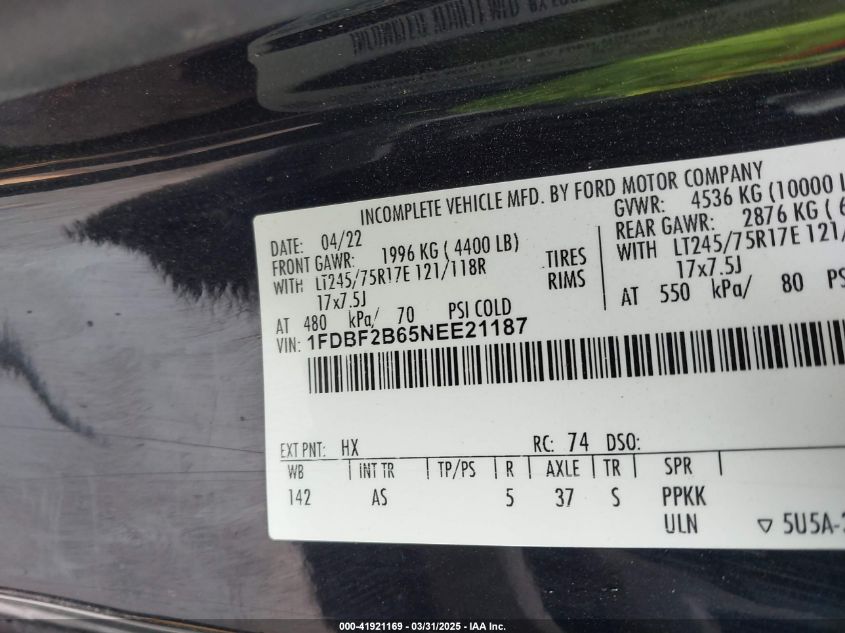 INCOMPLETE VEHICLE MFD. BY FORD MOTOR COMPANY
DATE: 04/22
GVWR: 4536 KG (10000
FRONT GAWR: 1996 KG ( 4400 LB)
REAR GAWR: 2876 KG (
WITH LT245/75R17E 121/118R TIRES
WITH LT245/75R17E 121/
17x7.5J RIMS
17x7.5J
AT 480 kPa/ 70 PSI COLD
AT 550 kPa/ 80
VIN: 1FDBF2B65NEE21187
EXT PNT: HX RC: 74 DSO:
WB INT TR TP/PS R AXLE TR SPR
142 AS 5 37 S PPKK
ULN ▽ 5U5A-
000-41921169 — 03/31/2025 — IAA Inc.